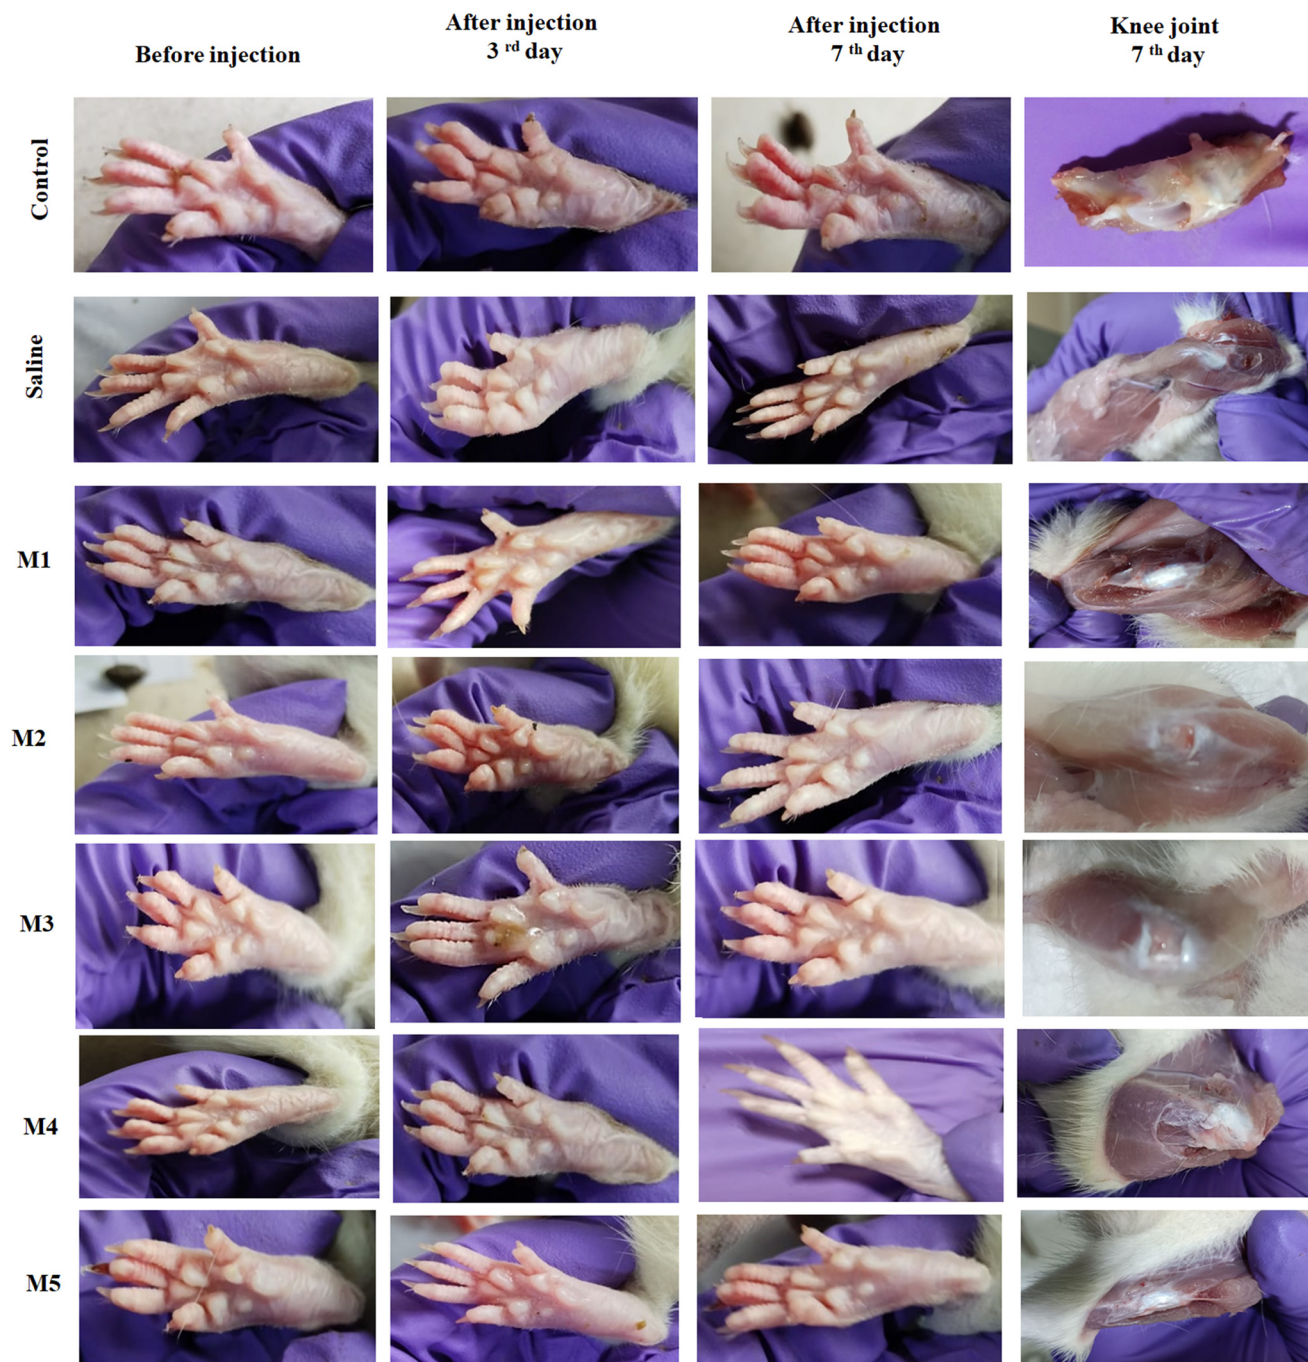 Before injection
After injection
3 rd day
After injection
7 th day
Knee joint
7 th day
Control
Saline
M1
M2
M3
M4
M5